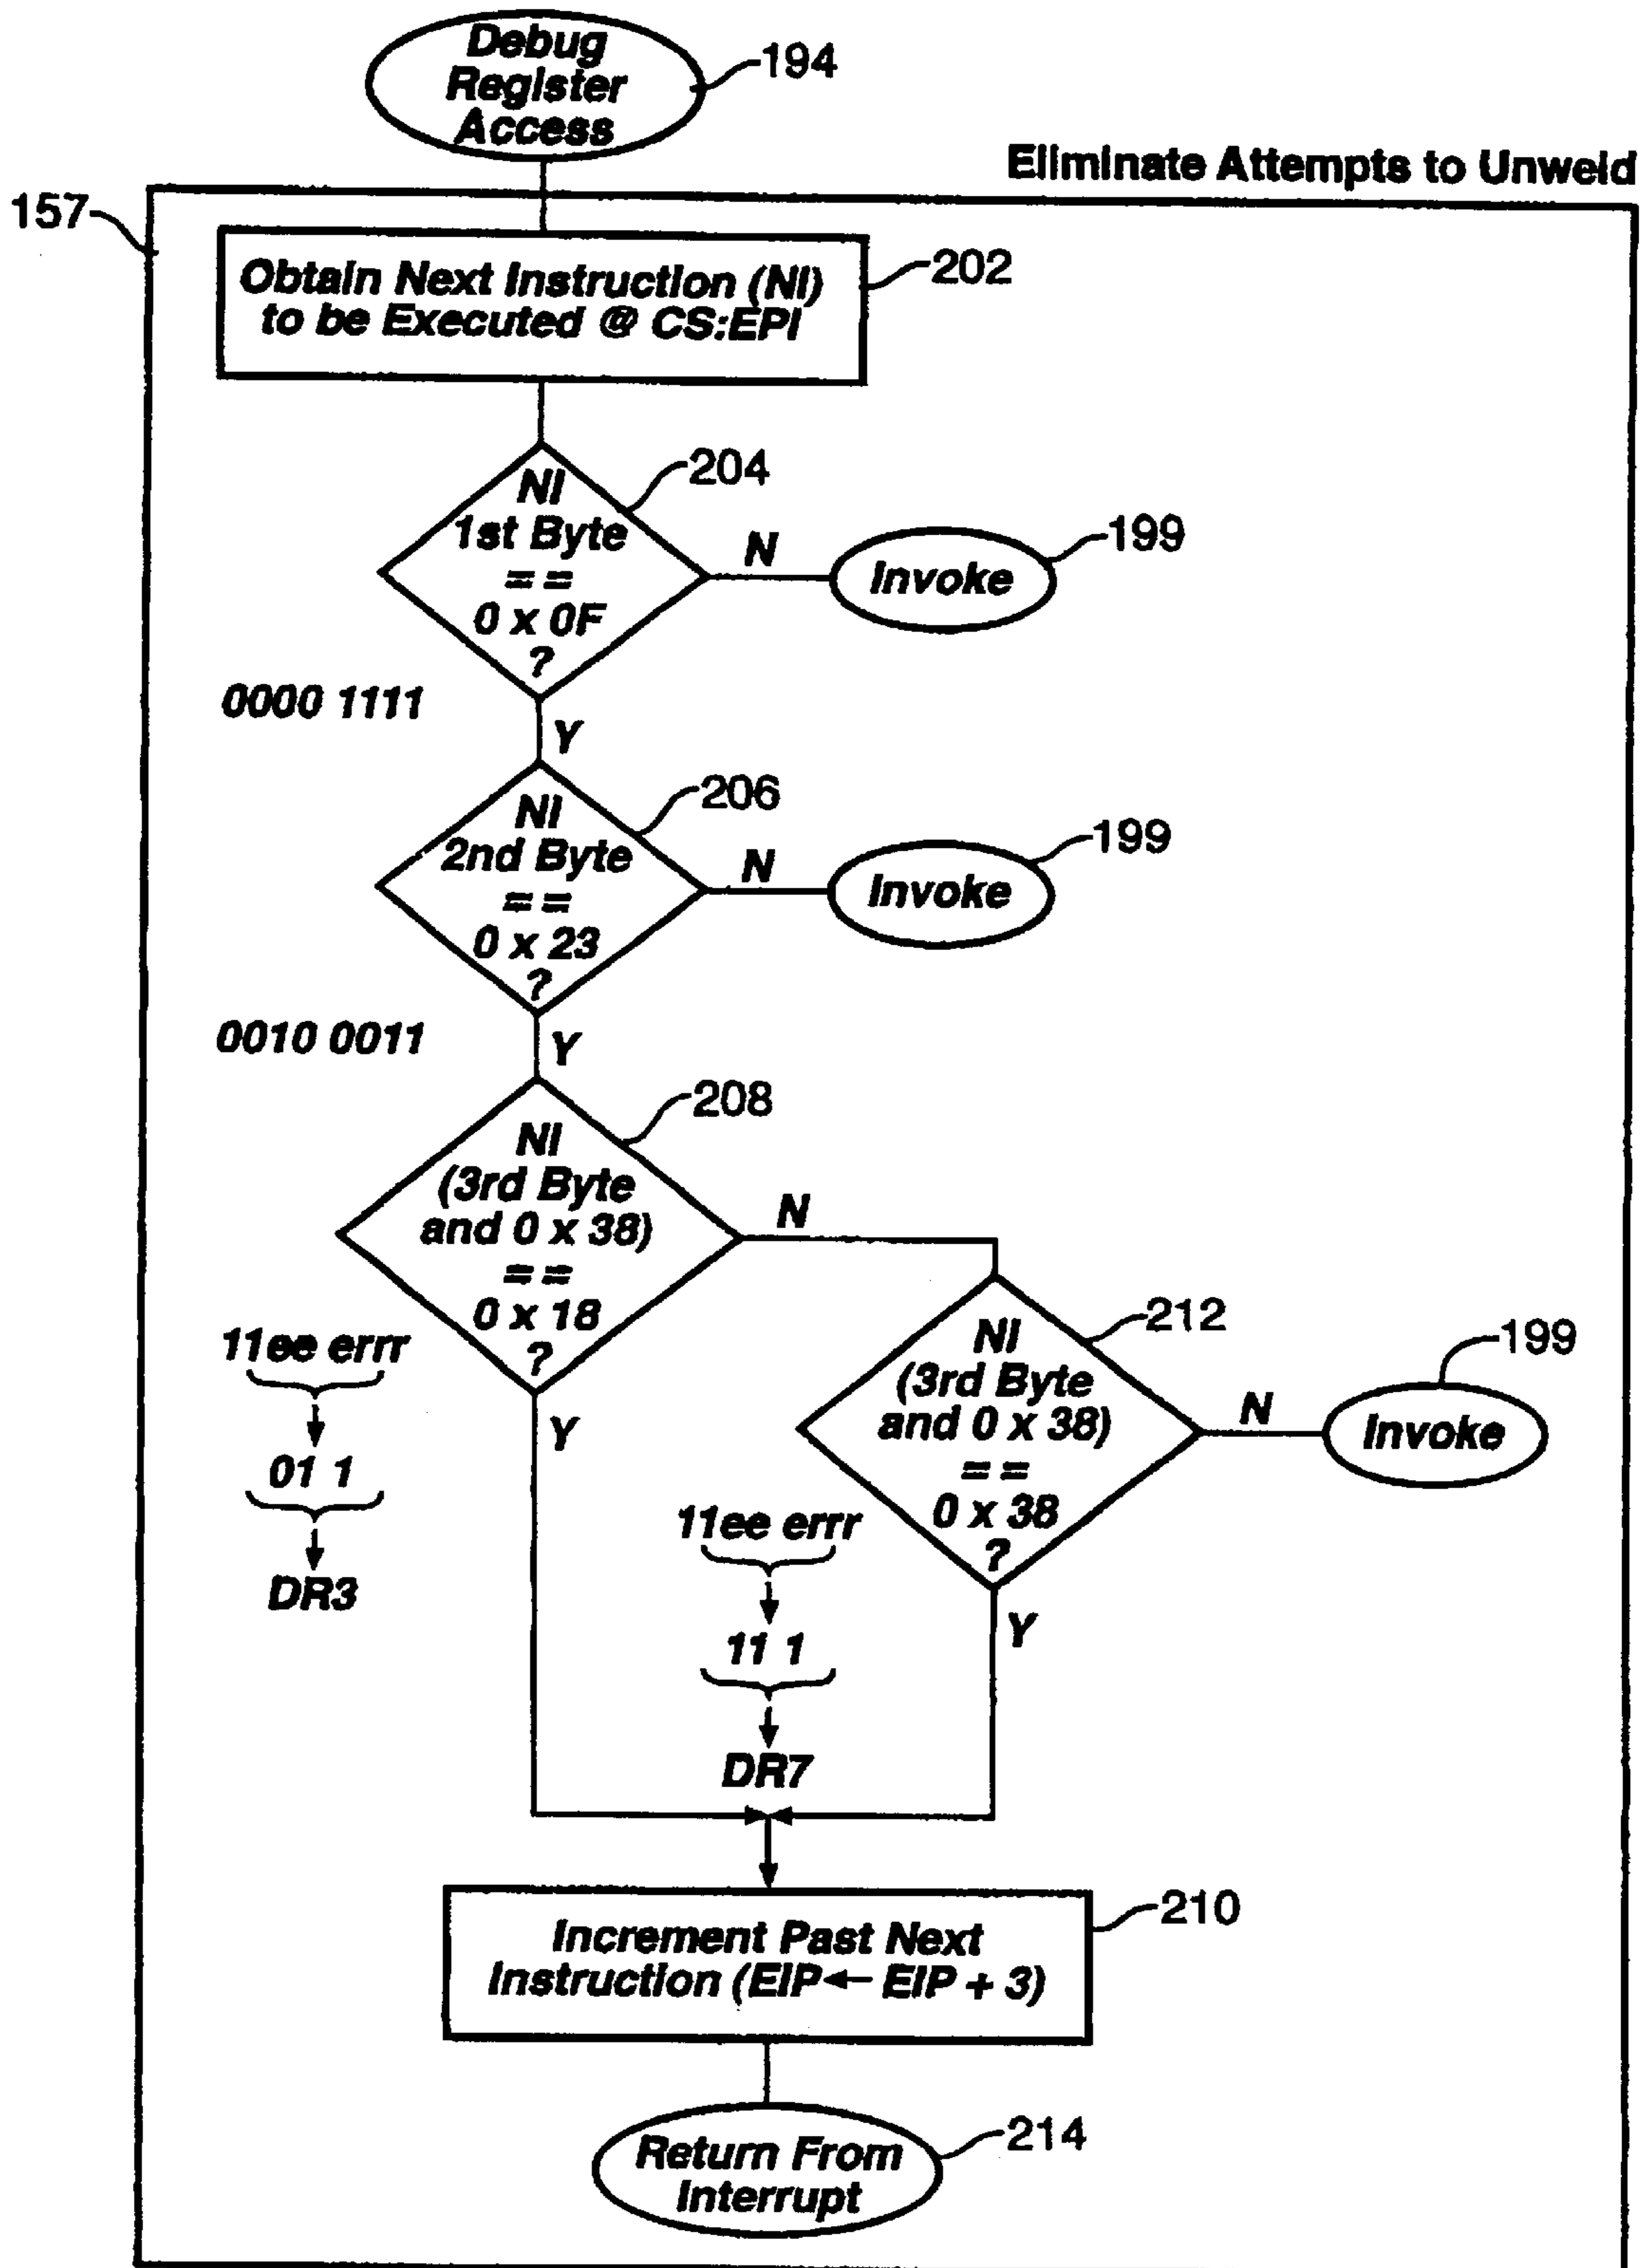 Debug
Register
Access
194
Eliminate Attempts to Unweld
157
Obtain Next Instruction (NI)
to be Executed @ CS:EPI
202
NI
1st Byte
==
0 x 0F
?
204
N
Invoke
199
0000 1111
Y
NI
2nd Byte
==
0 x 23
?
206
N
Invoke
199
0010 0011
Y
NI
(3rd Byte
and 0 x 38)
==
0 x 18
?
208
N
11ee errr
01 1
DR3
Y
NI
(3rd Byte
and 0 x 38)
==
0 x 38
?
212
N
Invoke
199
11ee errr
11 1
DR7
Y
Increment Past Next
Instruction (EIP← EIP + 3)
210
Return From
Interrupt
214